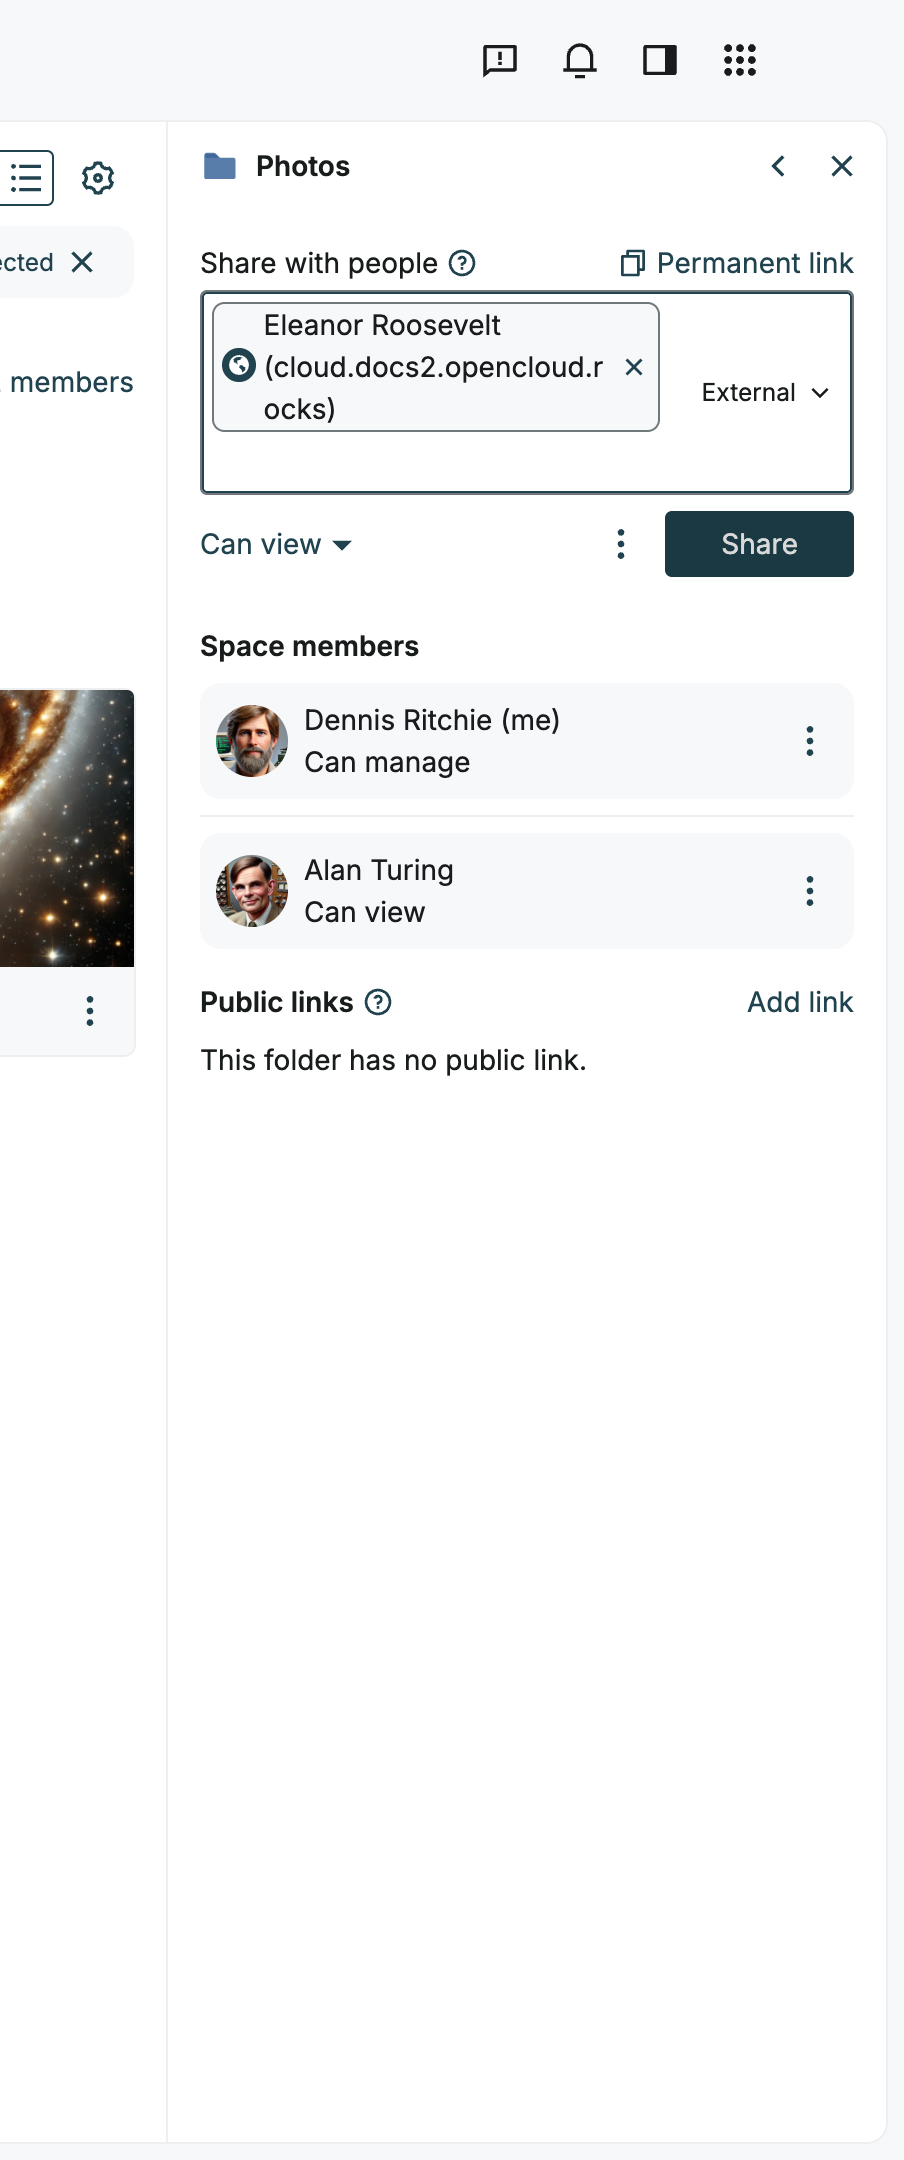 Photos
ected
Share with people
Permanent link
Eleanor Roosevelt
(cloud.docs2.opencloud.r
ocks)
External
members
Can view
Share
Space members
Dennis Ritchie (me)
Can manage
Alan Turing
Can view
Public links
Add link
This folder has no public link.